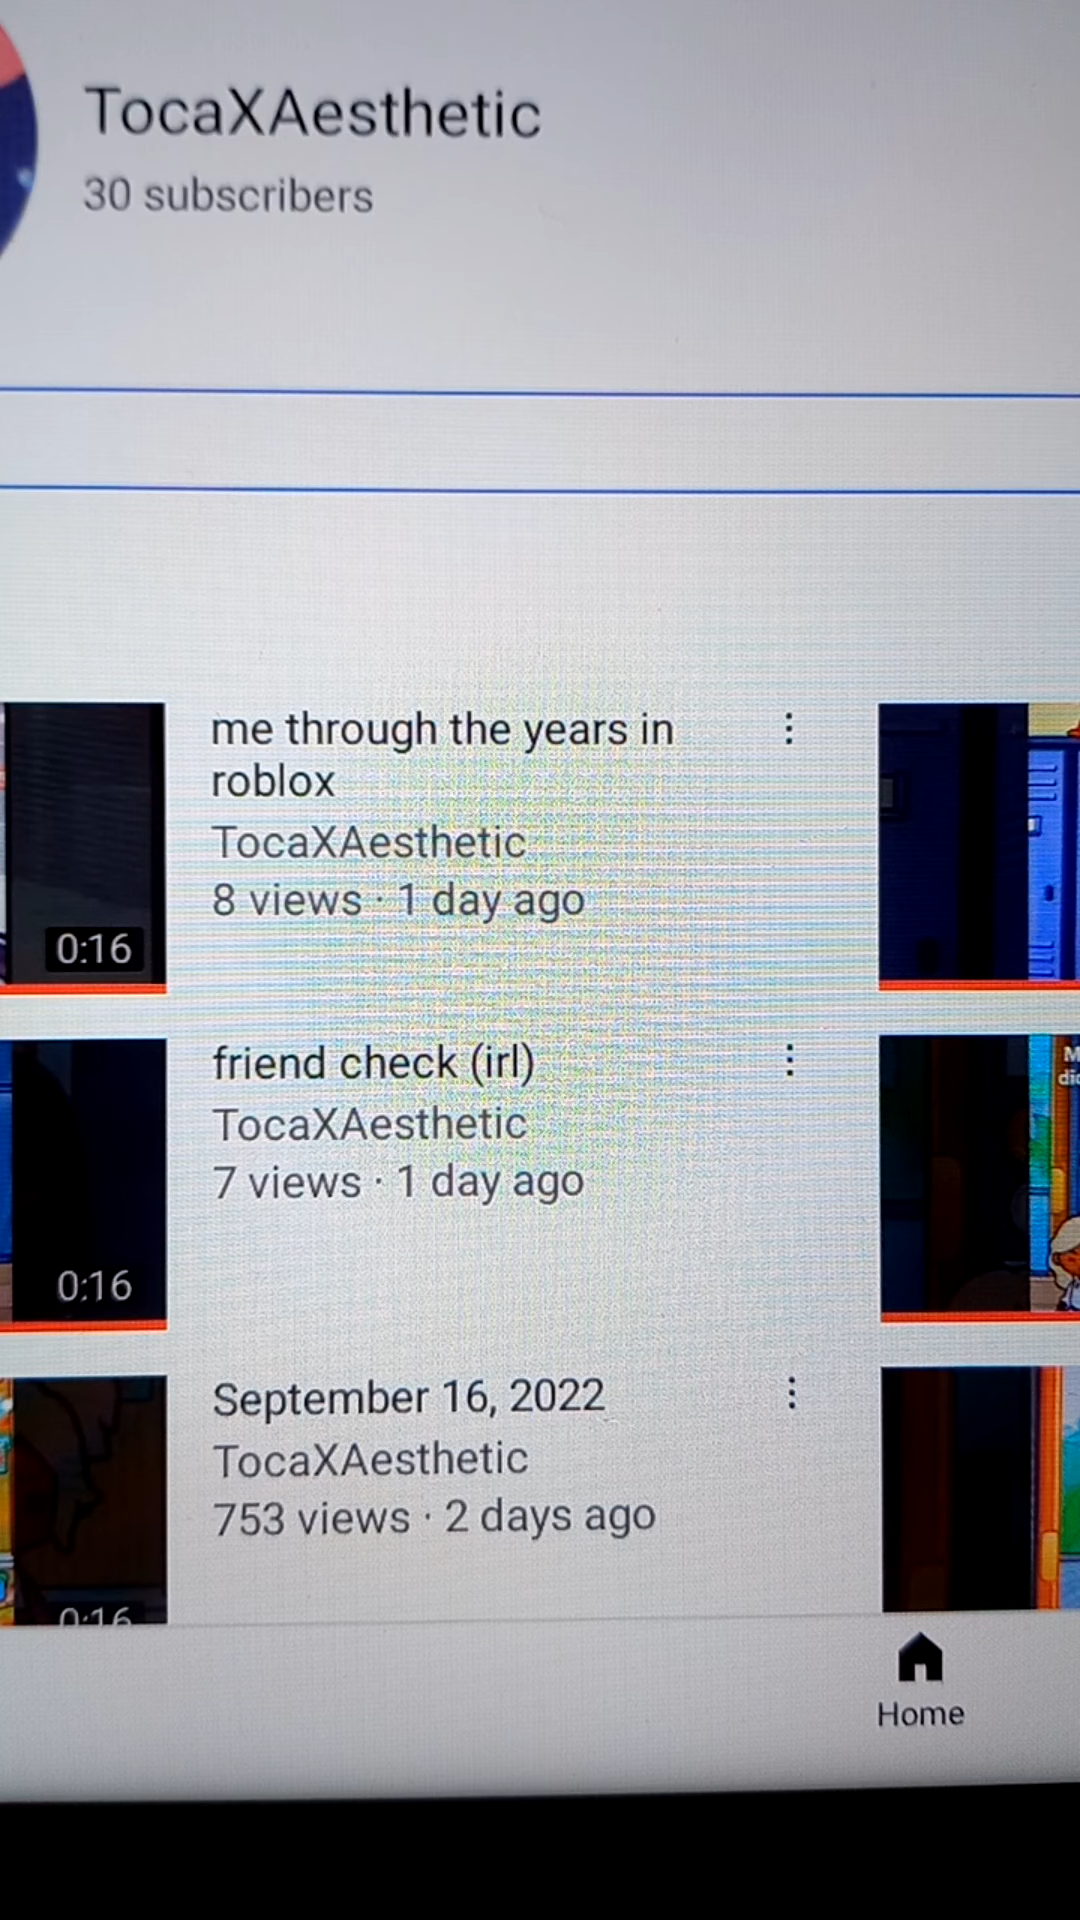 TocaXAesthetic
30 subscribers
me through the years in
roblox
TocaXAesthetic
8 views · 1 day ago
0:16
friend check (irl)
TocaXAesthetic
7 views · 1 day ago
0:16
September 16, 2022
TocaXAesthetic
753 views · 2 days ago
0:16
Home